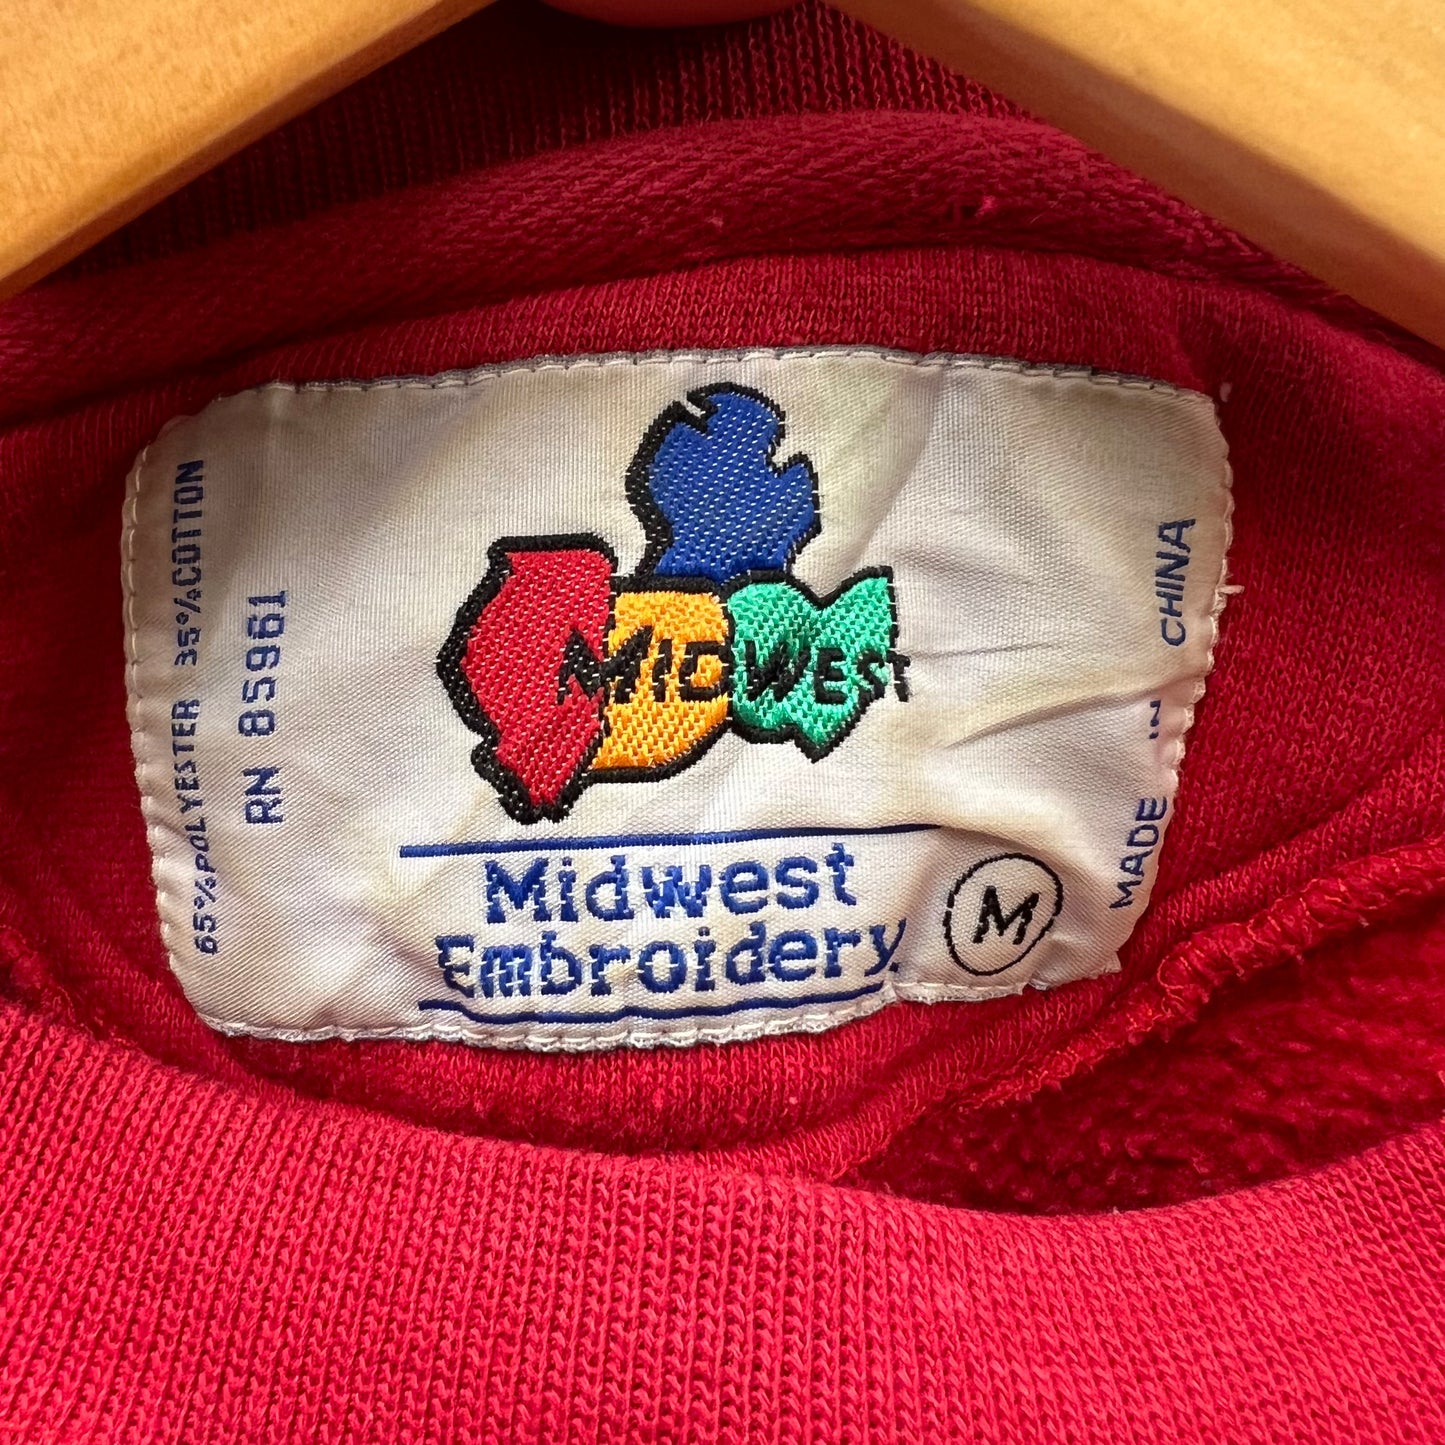 65%POLYESTER 35%COTTON
RN 85961
MIDWEST
Midwest
Embroidery.
M
MADE IN CHINA